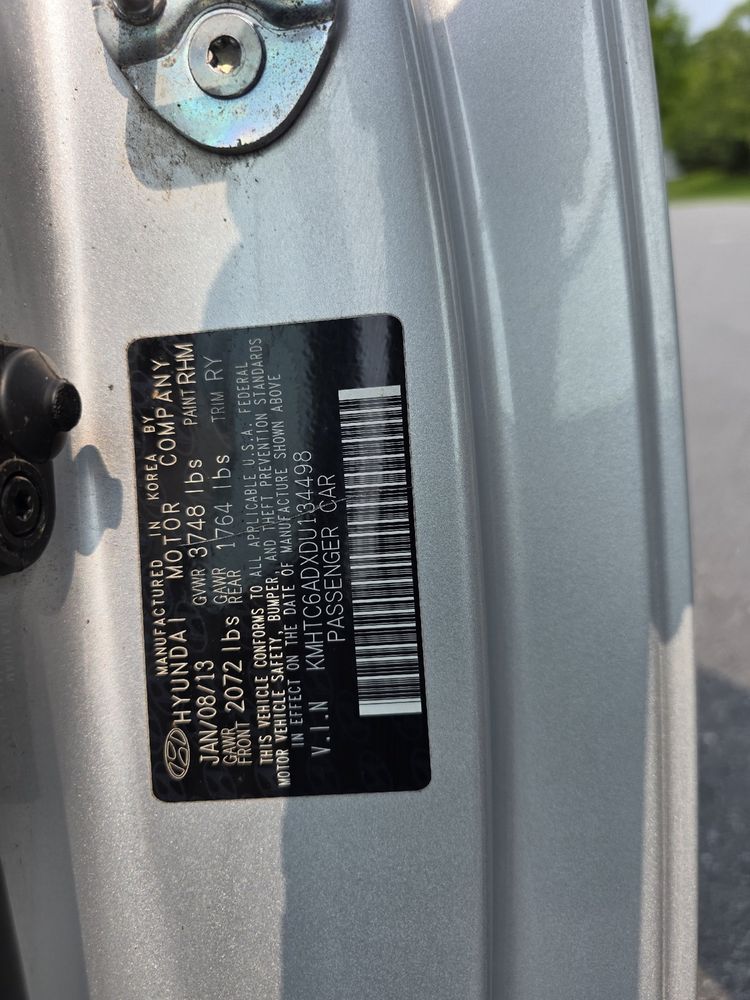 MANUFACTURED IN KOREA BY
HYUNDAI MOTOR COMPANY
JAN/08/13 GVWR 3748 lbs PAINT RHM
GAWR FRONT 2072 lbs GAWR REAR 1764 lbs TRIM RY
THIS VEHICLE CONFORMS TO ALL APPLICABLE U.S.A. FEDERAL
MOTOR VEHICLE SAFETY, BUMPER, AND THEFT PREVENTION STANDARDS
IN EFFECT ON THE DATE OF MANUFACTURE SHOWN ABOVE
V.I.N KMHTC6ADXDU134498
PASSENGER CAR